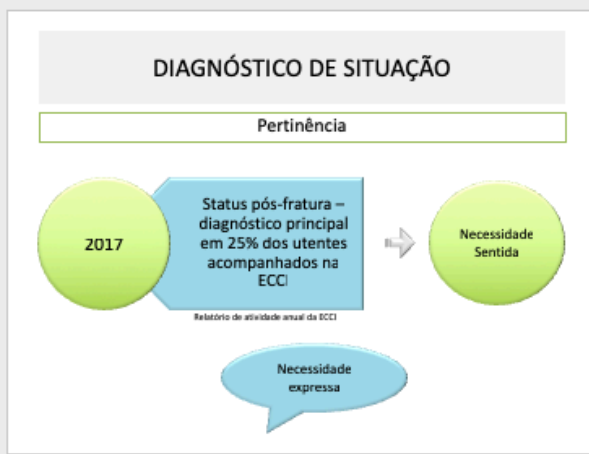 DIAGNÓSTICO DE SITUAÇÃO
Pertinência
2017
Status pós-fratura –
diagnóstico principal
em 25% dos utentes
acompanhados na
ECCI
Relatório de atividade anual da ECCI
Necessidade
Sentida
Necessidade
expressa